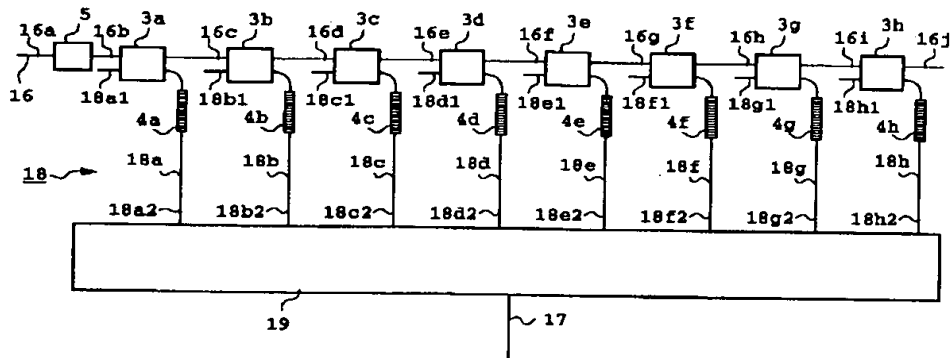 16a 5 16b 3a 16c 3b 16d 3c 16e 3d 16f 3e 16g 3f 16h 3g 16i 3h 16j
16 18a1 18b1 18c1 18d1 18e1 18f1 18g1 18h1
4a 4b 4c 4d 4e 4f 4g 4h
18 18a 18b 18c 18d 18e 18f 18g 18h
18a2 18b2 18c2 18d2 18e2 18f2 18g2 18h2
19 17